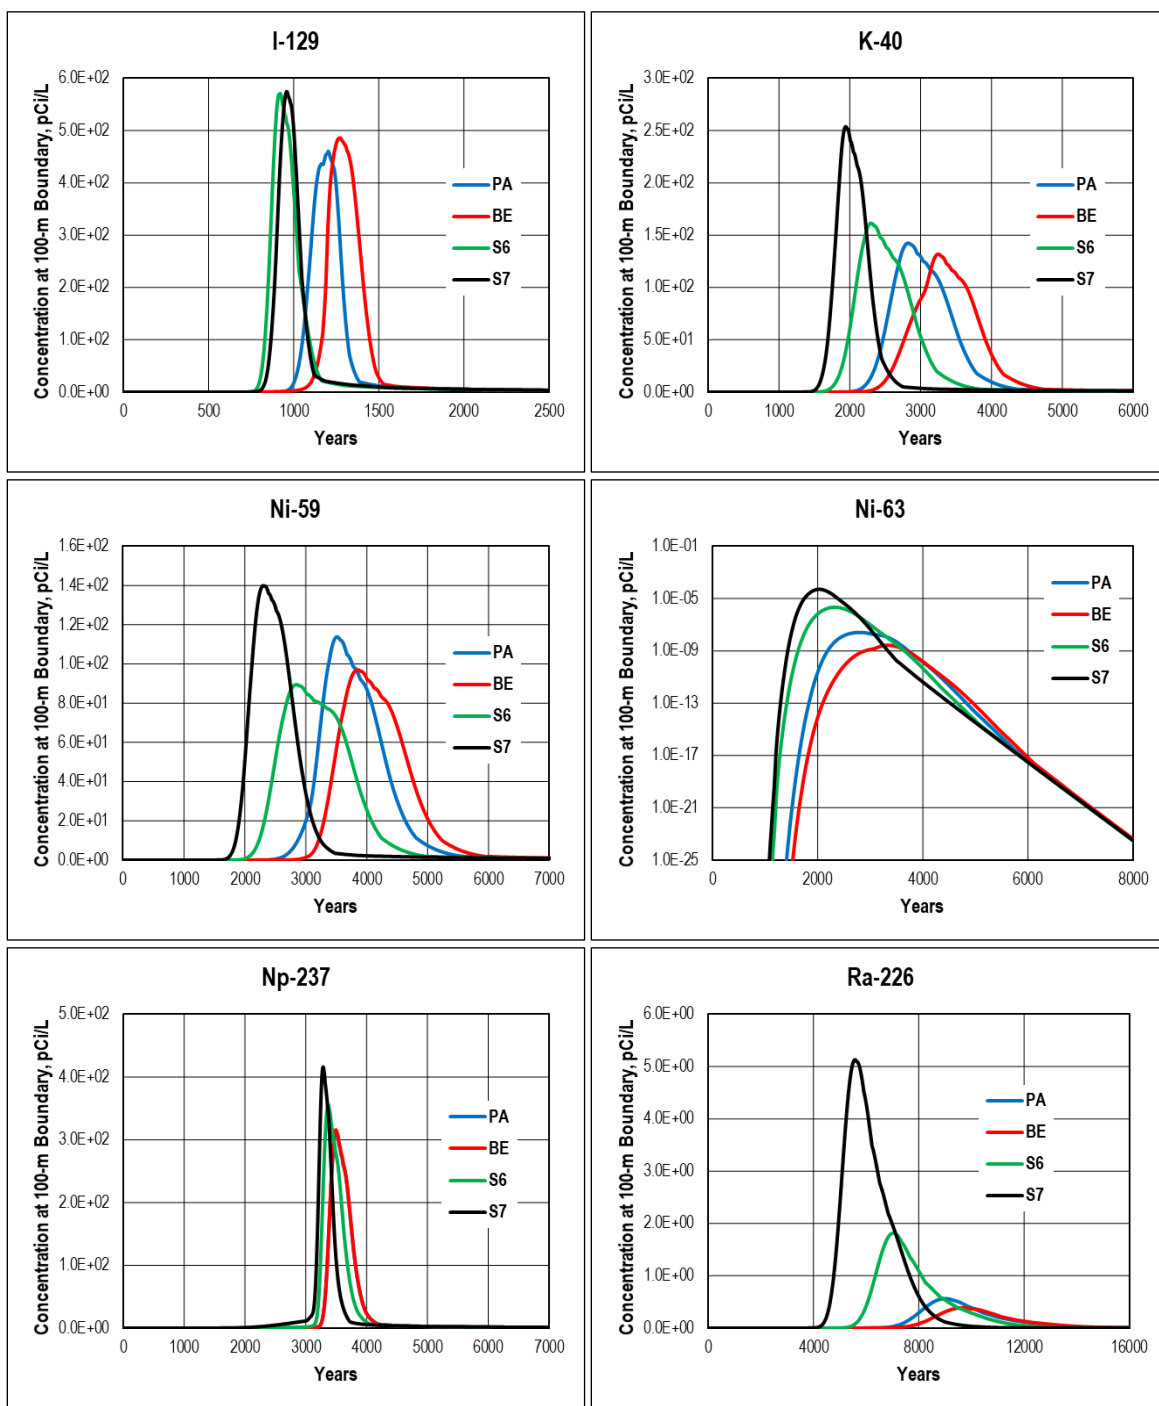 I-129
Concentration at 100-m Boundary, pCi/L
6.0E+02
5.0E+02
4.0E+02
3.0E+02
2.0E+02
1.0E+02
0.0E+00
0 500 1000 1500 2000 2500
Years
PA
BE
S6
S7
K-40
Concentration at 100-m Boundary, pCi/L
3.0E+02
2.5E+02
2.0E+02
1.5E+02
1.0E+02
5.0E+01
0.0E+00
0 1000 2000 3000 4000 5000 6000
Years
PA
BE
S6
S7
Ni-59
Concentration at 100-m Boundary, pCi/L
1.6E+02
1.4E+02
1.2E+02
1.0E+02
8.0E+01
6.0E+01
4.0E+01
2.0E+01
0.0E+00
0 1000 2000 3000 4000 5000 6000 7000
Years
PA
BE
S6
S7
Ni-63
Concentration at 100-m Boundary, pCi/L
1.0E-01
1.0E-05
1.0E-09
1.0E-13
1.0E-17
1.0E-21
1.0E-25
0 2000 4000 6000 8000
Years
PA
BE
S6
S7
Np-237
Concentration at 100-m Boundary, pCi/L
5.0E+02
4.0E+02
3.0E+02
2.0E+02
1.0E+02
0.0E+00
0 1000 2000 3000 4000 5000 6000 7000
Years
PA
BE
S6
S7
Ra-226
Concentration at 100-m Boundary, pCi/L
6.0E+00
5.0E+00
4.0E+00
3.0E+00
2.0E+00
1.0E+00
0.0E+00
0 4000 8000 12000 16000
Years
PA
BE
S6
S7